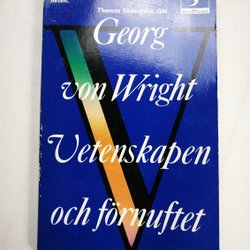 Thomas Söderqvist, DN
Georg
von Wright
Vetenskapen
och förnuftet